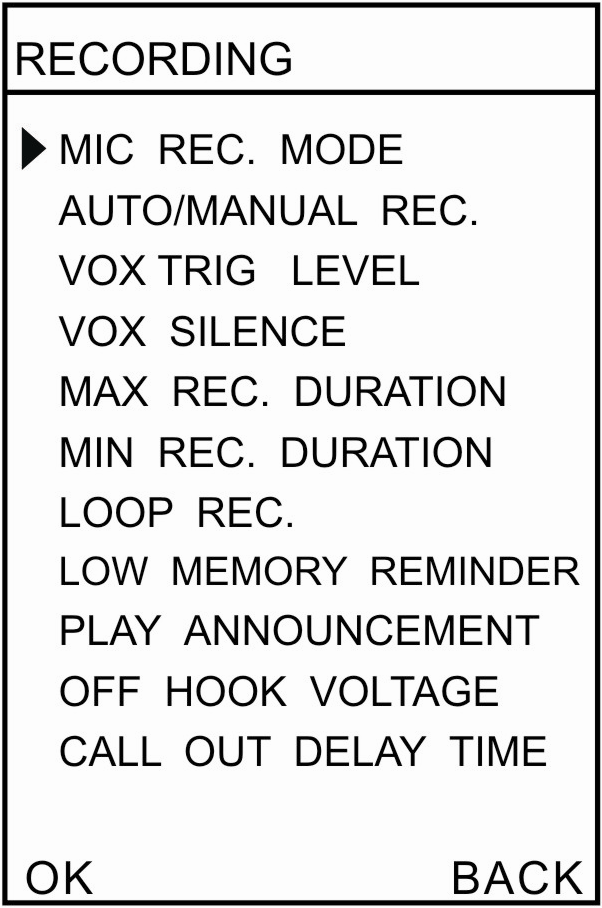 RECORDING
MIC REC. MODE
AUTO/MANUAL REC.
VOX TRIG LEVEL
VOX SILENCE
MAX REC. DURATION
MIN REC. DURATION
LOOP REC.
LOW MEMORY REMINDER
PLAY ANNOUNCEMENT
OFF HOOK VOLTAGE
CALL OUT DELAY TIME
OK BACK